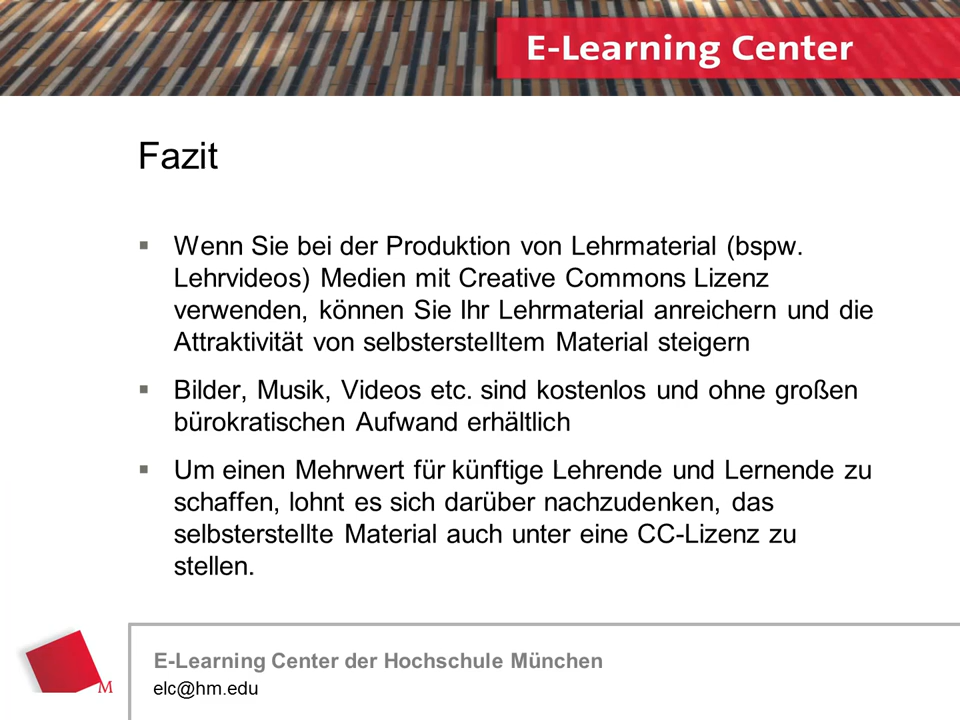 E-Learning Center
Fazit
Wenn Sie bei der Produktion von Lehrmaterial (bspw.
Lehrvideos) Medien mit Creative Commons Lizenz
verwenden, können Sie Ihr Lehrmaterial anreichern und die
Attraktivität von selbsterstelltem Material steigern
Bilder, Musik, Videos etc. sind kostenlos und ohne großen
bürokratischen Aufwand erhältlich
Um einen Mehrwert für künftige Lehrende und Lernende zu
schaffen, lohnt es sich darüber nachzudenken, das
selbsterstellte Material auch unter eine CC-Lizenz zu
stellen.
E-Learning Center der Hochschule München
elc@hm.edu
M